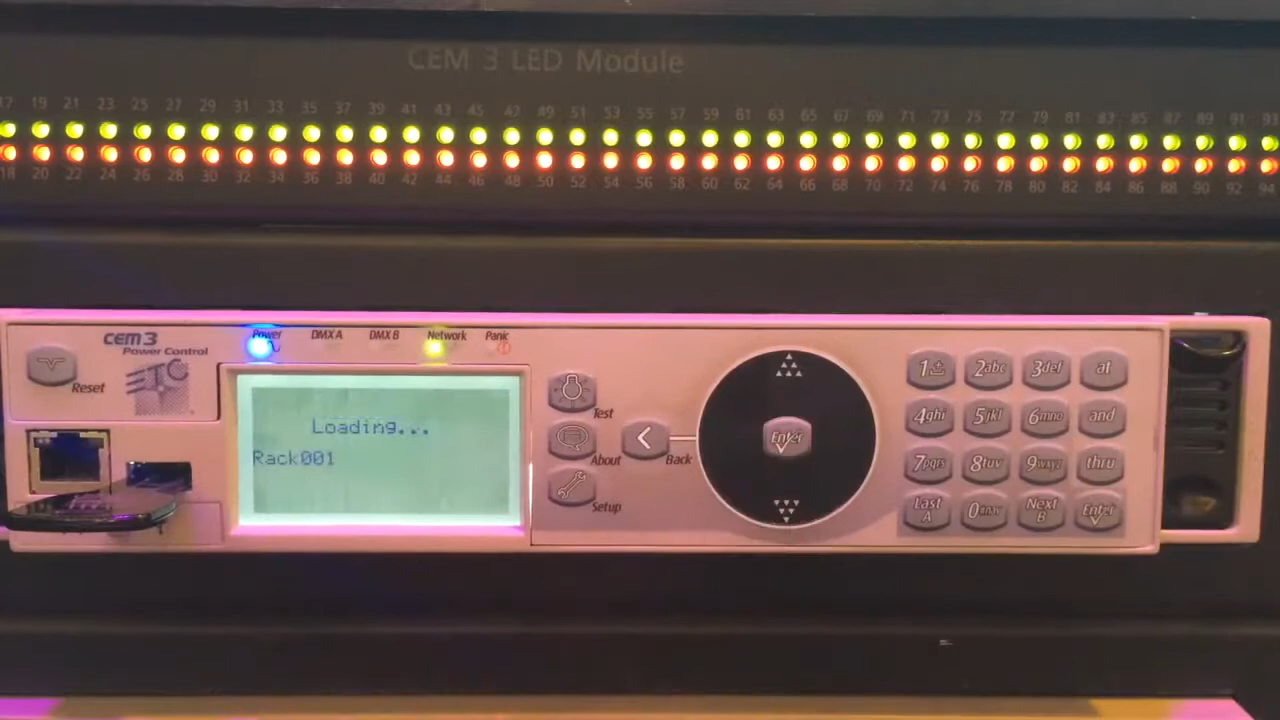 CEM 3 LED Module
17 19 21 23 25 27 29 31 33 35 37 39 41 43 45 47 49 51 53 55 57 59 61 63 65 67 69 71 73 75 77 79 81 83 85 87 89 91 93
18 20 22 24 26 28 30 32 34 36 38 40 42 44 46 48 50 52 54 56 58 60 62 64 66 68 70 72 74 76 78 80 82 84 86 88 90 92 94
CEM3
Power Control
Reset
ETC
Power DMX A DMX B Network Panic
Loading...
Rack001
Test
About
Setup
Back
Enter
1 2abc 3def at
4ghi 5jkl 6mno and
7pqrs 8tuv 9wxyz thru
Last A 0 Next B Enter